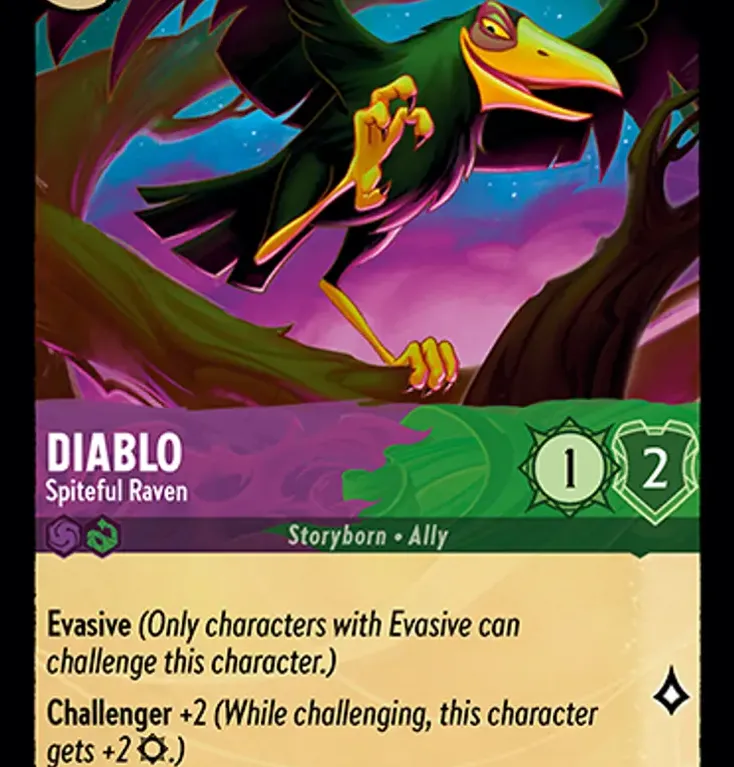 DIABLO
Spiteful Raven
1
2
Storyborn • Ally
Evasive (Only characters with Evasive can
challenge this character.)
Challenger +2 (While challenging, this character
gets +2 .)